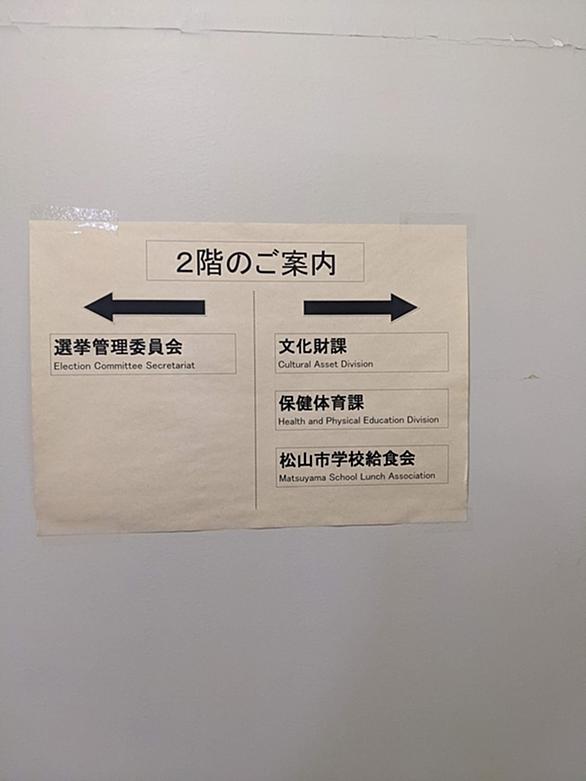 2階のご案内
選挙管理委員会
Election Committee Secretariat
文化財課
Cultural Asset Division
保健体育課
Health and Physical Education Division
松山市学校給食会
Matsuyama School Lunch Association